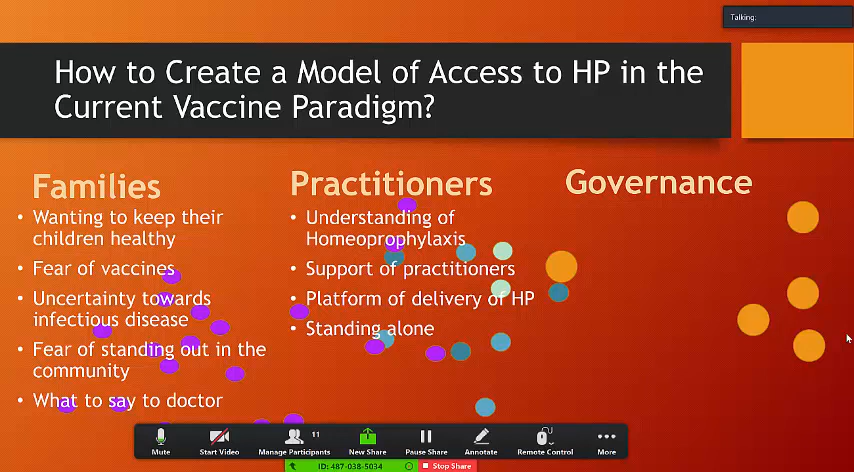 Talking:
How to Create a Model of Access to HP in the
Current Vaccine Paradigm?
Families
• Wanting to keep their
children healthy
• Fear of vaccines
• Uncertainty towards
infectious disease
• Fear of standing out in the
community
• What to say to doctor
Practitioners
• Understanding of
Homeoprophylaxis
• Support of practitioners
• Platform of delivery of HP
• Standing alone
Governance
11
Mute
Start Video
Manage Participants
New Share
Pause Share
Annotate
Remote Control
More
ID: 487-038-5034
Stop Share